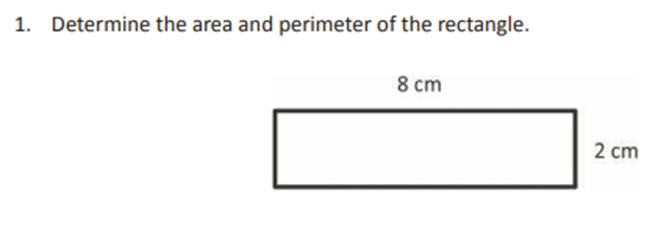 1. Determine the area and perimeter of the rectangle.
8 cm
2 cm